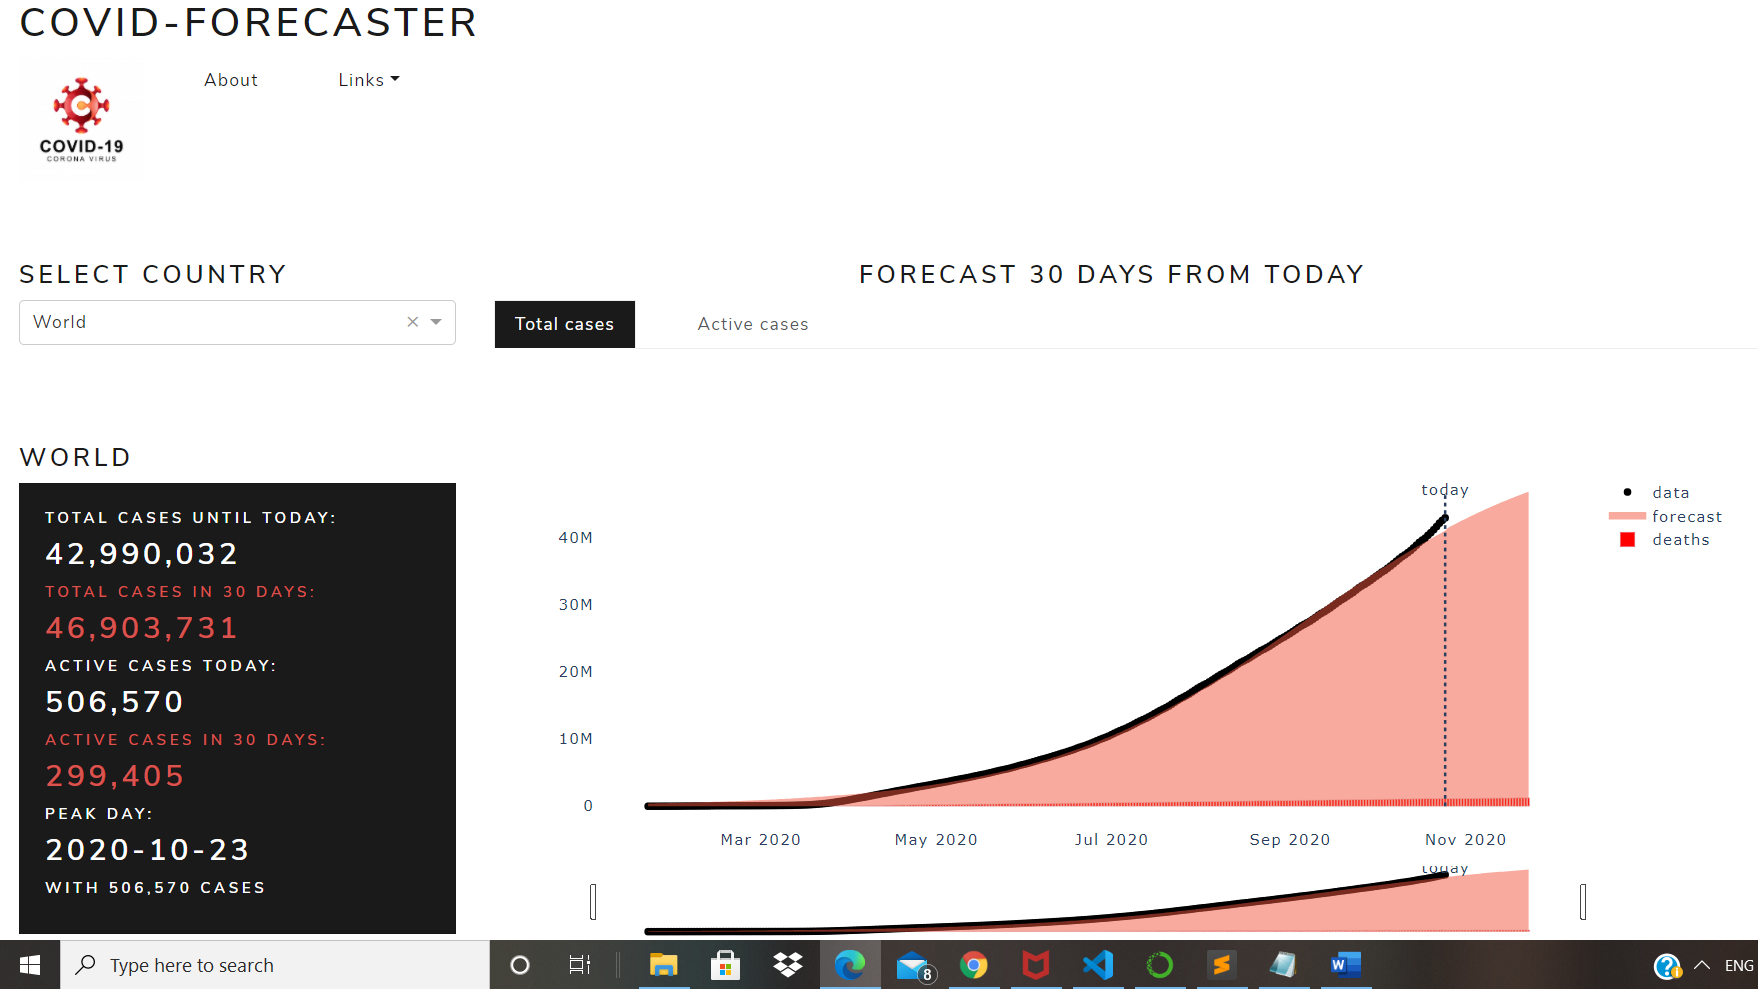 COVID-FORECASTER
About
Links
COVID-19
CORONA VIRUS
SELECT COUNTRY
World
FORECAST 30 DAYS FROM TODAY
Total cases
Active cases
WORLD
TOTAL CASES UNTIL TODAY:
42,990,032
TOTAL CASES IN 30 DAYS:
46,903,731
ACTIVE CASES TODAY:
506,570
ACTIVE CASES IN 30 DAYS:
299,405
PEAK DAY:
2020-10-23
WITH 506,570 CASES
today
data
forecast
deaths
40M
30M
20M
10M
0
Mar 2020
May 2020
Jul 2020
Sep 2020
Nov 2020
today
Type here to search
8
ENG